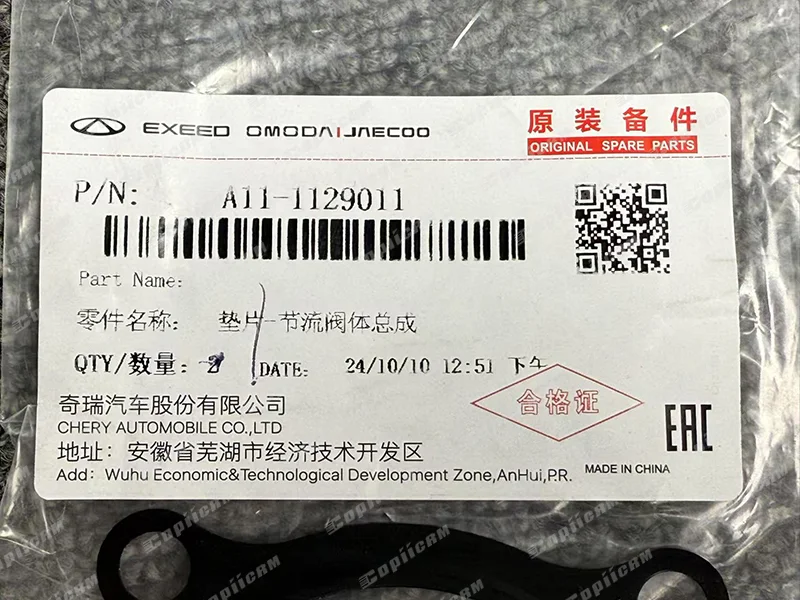 EXEED OMODA|JAECOO
原装备件
ORIGINAL SPARE PARTS
P/N: A11-1129011
Part Name:
零件名称: 垫片-节流阀体总成
QTY/数量: 2 DATE: 24/10/10 12:51 下午
奇瑞汽车股份有限公司
CHERY AUTOMOBILE CO.,LTD
合格证
EAC
地址: 安徽省芜湖市经济技术开发区
Add: Wuhu Economic&Technological Development Zone,AnHui,P.R.
MADE IN CHINA
CopiiCRM